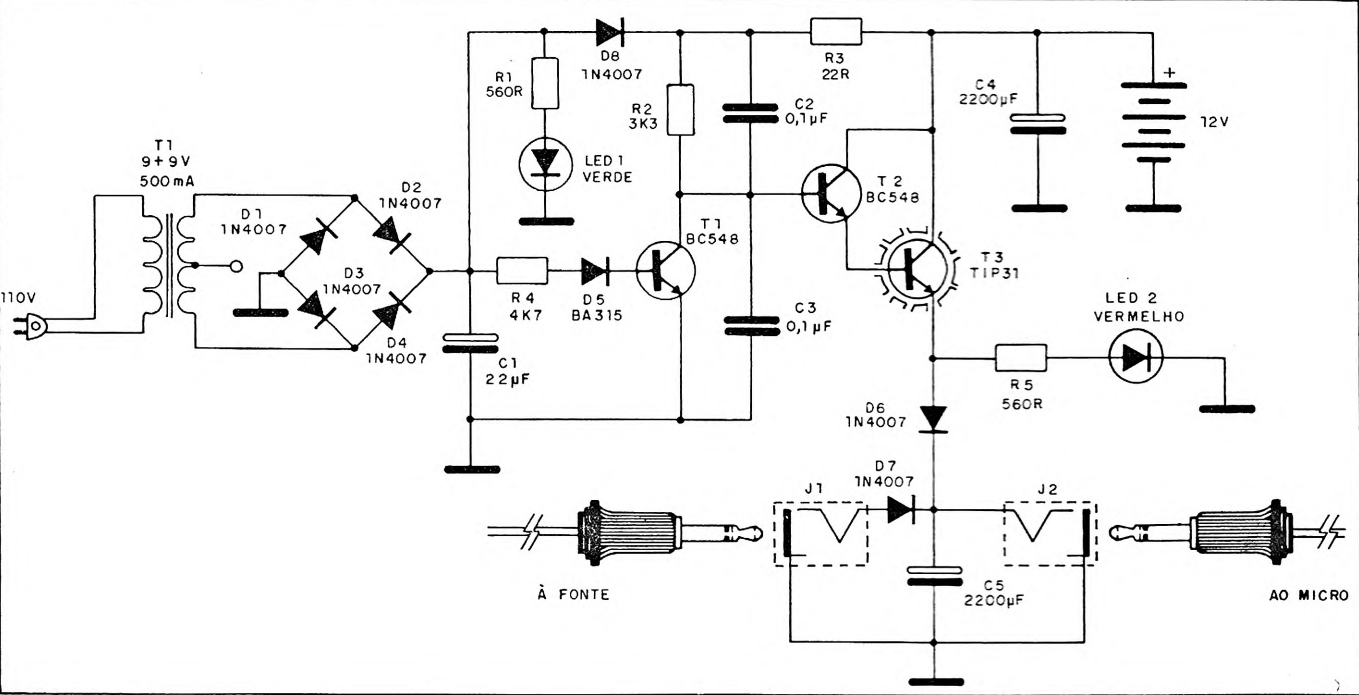 D8
1N4007
R1
560R
R3
22R
C4
2200µF
+
12V
R2
3K3
C2
0,1µF
LED 1
VERDE
T1
9+9V
500mA
D2
1N4007
D1
1N4007
T2
BC548
T1
BC548
D3
1N4007
T3
TIP31
110V
R4
4K7
D5
BA315
C3
0,1µF
LED 2
VERMELHO
D4
1N4007
C1
22µF
R5
560R
D6
1N4007
D7
1N4007
J1
J2
C5
2200µF
À FONTE
AO MICRO